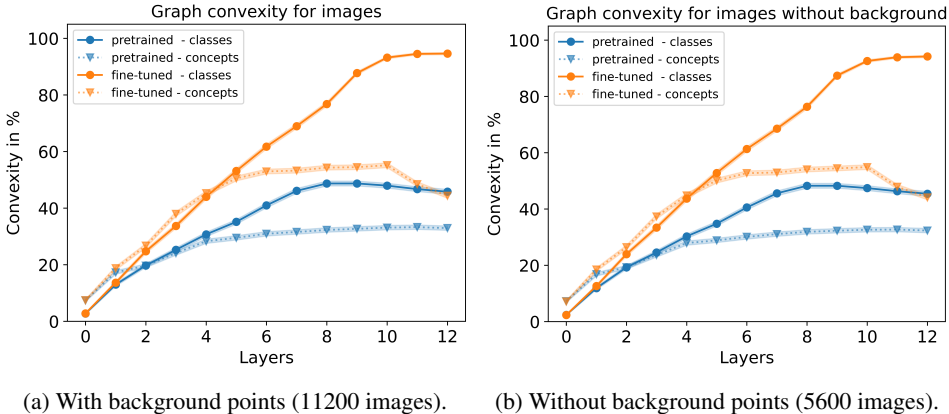 Graph convexity for images
100
80
60
40
20
0
Convexity in %
pretrained - classes
pretrained - concepts
fine-tuned - classes
fine-tuned - concepts
0 2 4 6 8 10 12
Layers
(a) With background points (11200 images).
Graph convexity for images without background
100
80
60
40
20
0
Convexity in %
pretrained - classes
pretrained - concepts
fine-tuned - classes
fine-tuned - concepts
0 2 4 6 8 10 12
Layers
(b) Without background points (5600 images).